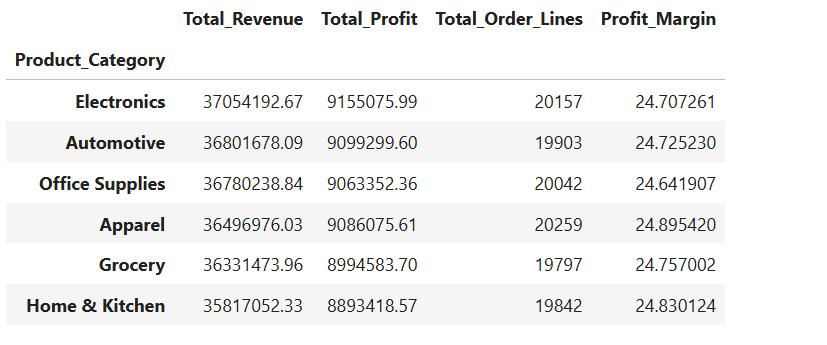 Total_Revenue Total_Profit Total_Order_Lines Profit_Margin
Product_Category
Electronics 37054192.67 9155075.99 20157 24.707261
Automotive 36801678.09 9099299.60 19903 24.725230
Office Supplies 36780238.84 9063352.36 20042 24.641907
Apparel 36496976.03 9086075.61 20259 24.895420
Grocery 36331473.96 8994583.70 19797 24.757002
Home & Kitchen 35817052.33 8893418.57 19842 24.830124